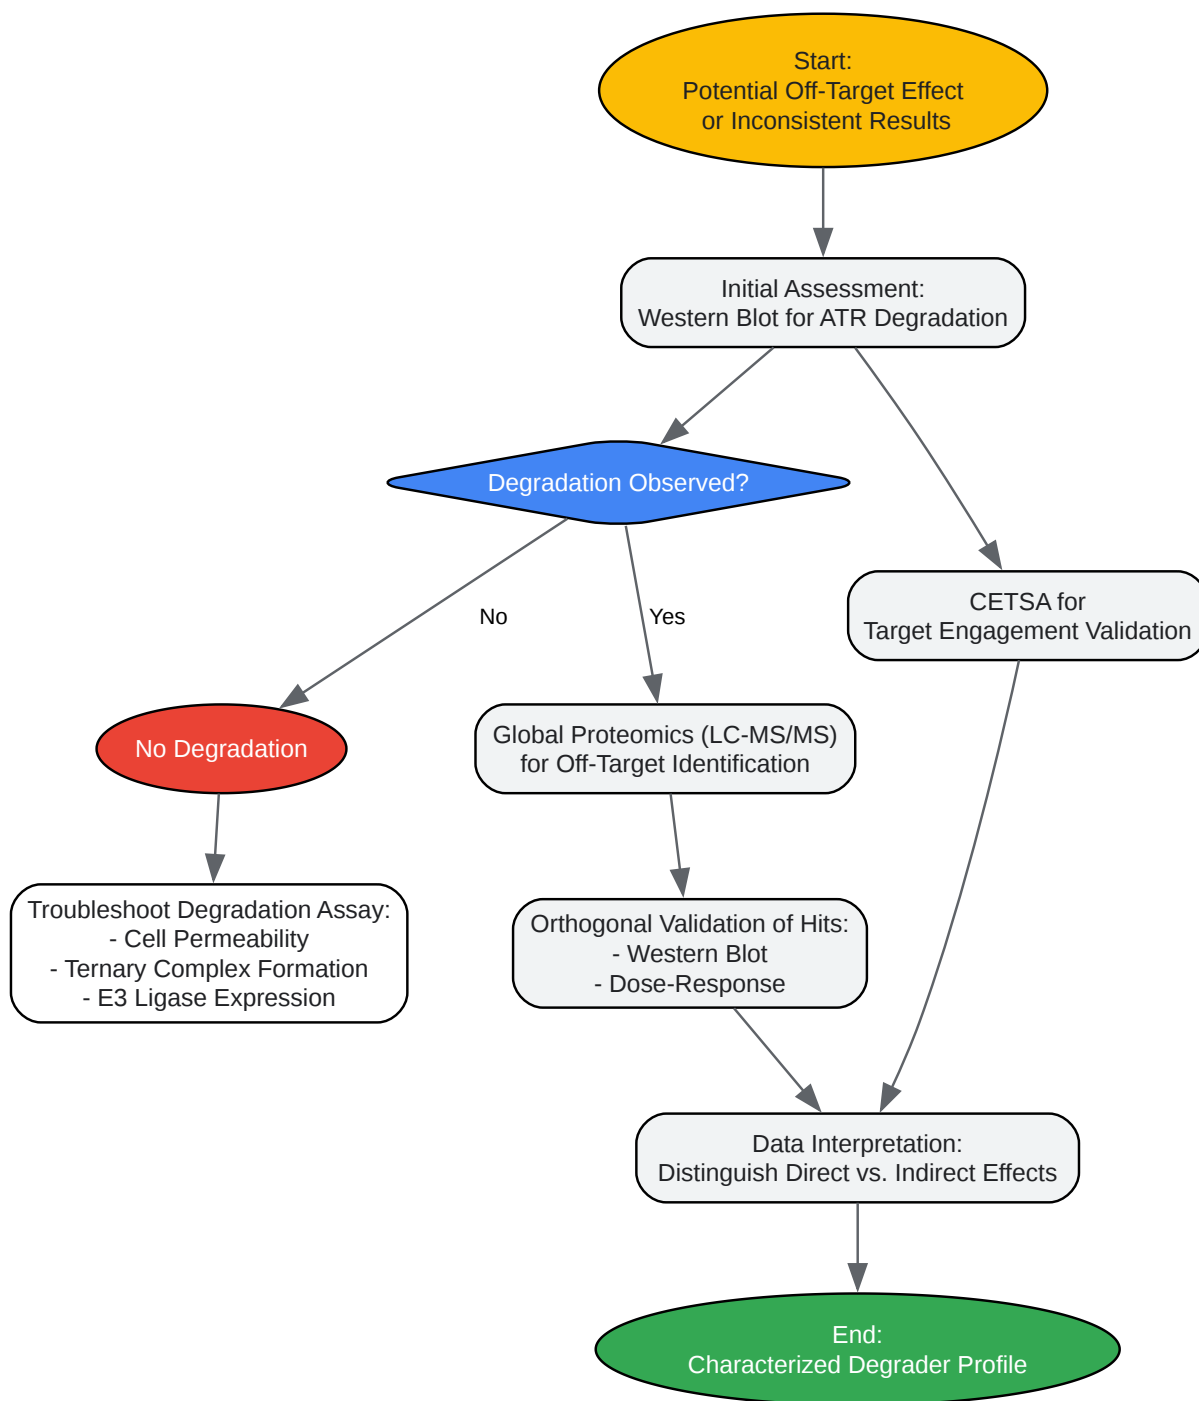 Start:
Potential Off-Target Effect
or Inconsistent Results
Initial Assessment:
Western Blot for ATR Degradation
Degradation Observed?
No
Yes
CETSA for
Target Engagement Validation
No Degradation
Global Proteomics (LC-MS/MS)
for Off-Target Identification
Troubleshoot Degradation Assay:
- Cell Permeability
- Ternary Complex Formation
- E3 Ligase Expression
Orthogonal Validation of Hits:
- Western Blot
- Dose-Response
Data Interpretation:
Distinguish Direct vs. Indirect Effects
End:
Characterized Degrader Profile